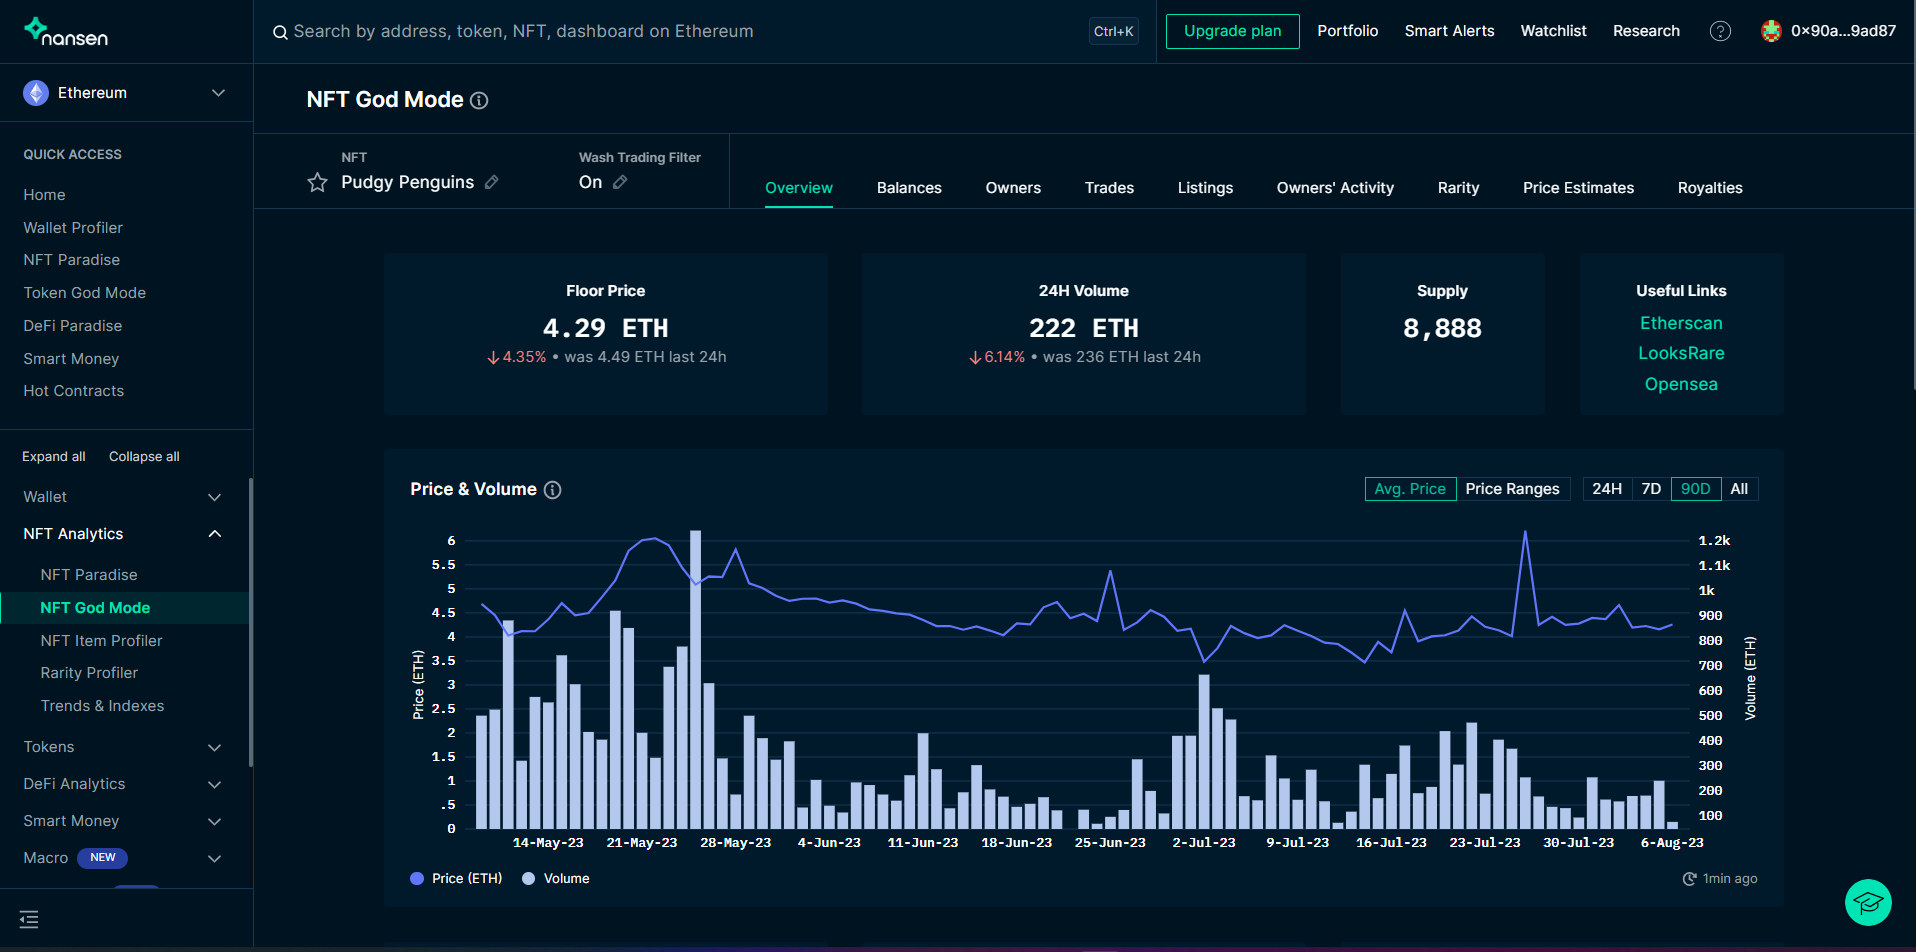 nansen
Search by address, token, NFT, dashboard on Ethereum
Ctrl+K
Upgrade plan
Portfolio
Smart Alerts
Watchlist
Research
?
0×90a...9ad87
Ethereum
QUICK ACCESS
Home
Wallet Profiler
NFT Paradise
Token God Mode
DeFi Paradise
Smart Money
Hot Contracts
Expand all
Collapse all
Wallet
NFT Analytics
NFT Paradise
NFT God Mode
NFT Item Profiler
Rarity Profiler
Trends & Indexes
Tokens
DeFi Analytics
Smart Money
Macro NEW
NFT God Mode
NFT
Pudgy Penguins
Wash Trading Filter
On
Overview
Balances
Owners
Trades
Listings
Owners' Activity
Rarity
Price Estimates
Royalties
Floor Price
4.29 ETH
↓4.35% • was 4.49 ETH last 24h
24H Volume
222 ETH
↓6.14% • was 236 ETH last 24h
Supply
8,888
Useful Links
Etherscan
LooksRare
Opensea
Price & Volume
Avg. Price
Price Ranges
24H
7D
90D
All
Price (ETH)
6
5.5
5
4.5
4
3.5
3
2.5
2
1.5
1
.5
0
1.2k
1.1k
1k
900
800
700
600
500
400
300
200
100
Volume (ETH)
14-May-23
21-May-23
28-May-23
4-Jun-23
11-Jun-23
18-Jun-23
25-Jun-23
2-Jul-23
9-Jul-23
16-Jul-23
23-Jul-23
30-Jul-23
6-Aug-23
Price (ETH)
Volume
1min ago